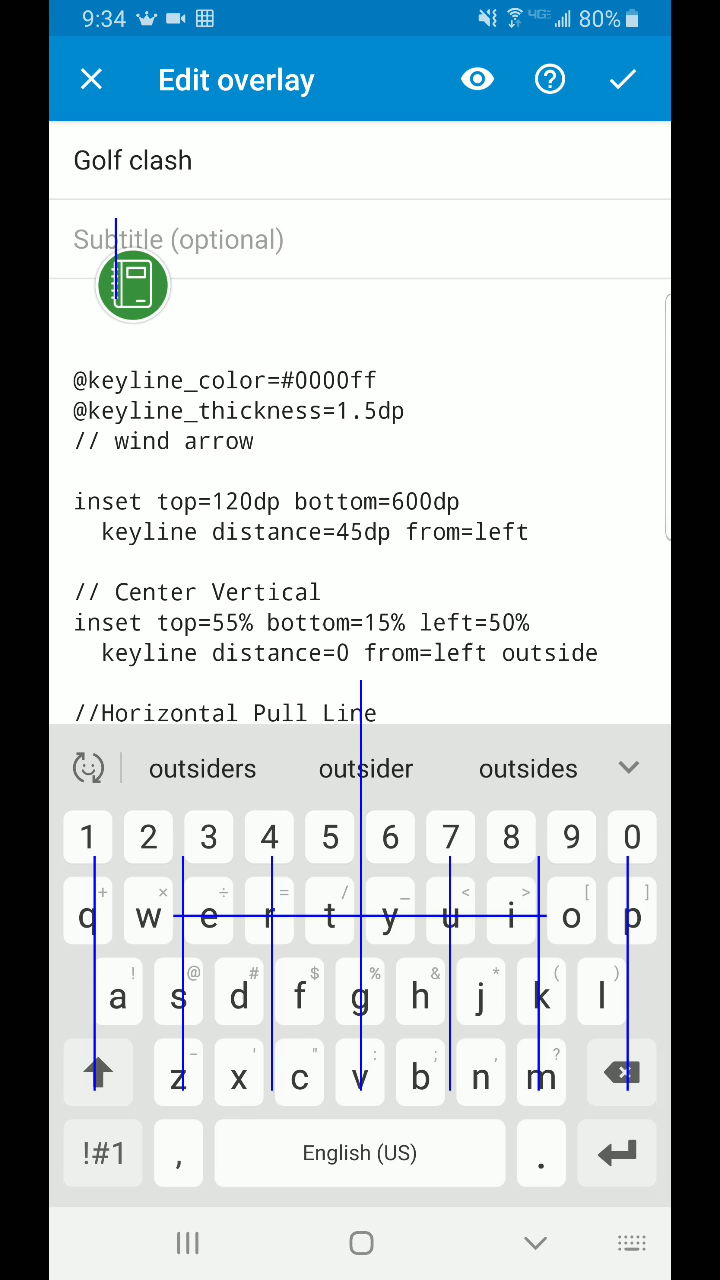 9:34 4GE 80%
Edit overlay
Golf clash
Subtitle (optional)
@keyline_color=#0000ff
@keyline_thickness=1.5dp
// wind arrow
inset top=120dp bottom=600dp
keyline distance=45dp from=left
// Center Vertical
inset top=55% bottom=15% left=50%
keyline distance=0 from=left outside
//Horizontal Pull Line
outsiders outsider outsides
1 2 3 4 5 6 7 8 9 0
+ × ÷ = / _ < > [ ]
q w e r t y u i o p
! @ # $ % & * ( )
a s d f g h j k l
- ' " : ; , ?
z x c v b n m
!#1 , English (US) .